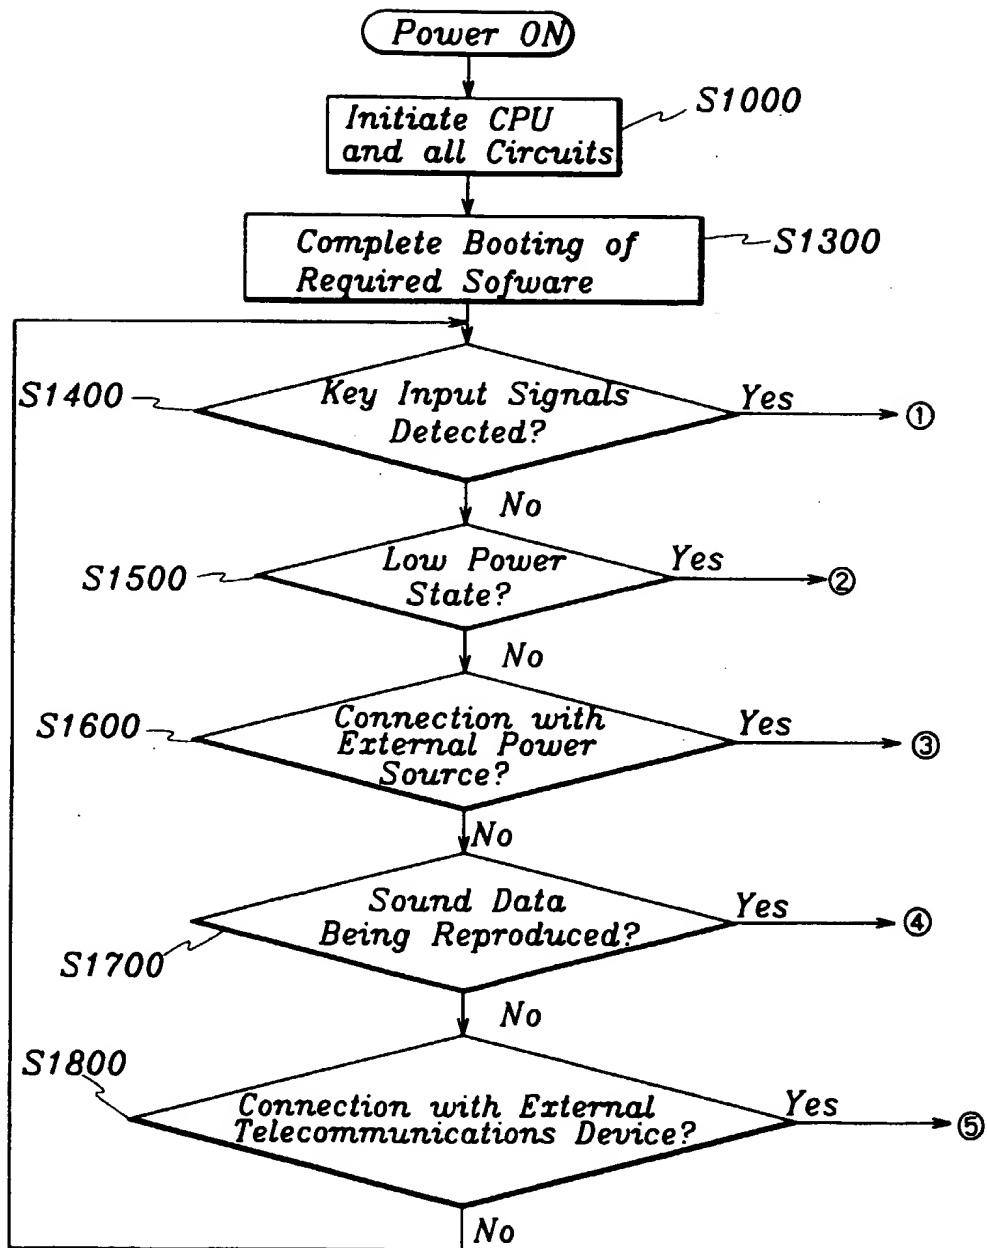 Power ON
S1000
Initiate CPU
and all Circuits
S1300
Complete Booting of
Required Sofware
S1400
Key Input Signals
Detected?
Yes
①
No
S1500
Low Power
State?
Yes
②
No
S1600
Connection with
External Power
Source?
Yes
③
No
S1700
Sound Data
Being Reproduced?
Yes
④
No
S1800
Connection with External
Telecommunications Device?
Yes
⑤
No